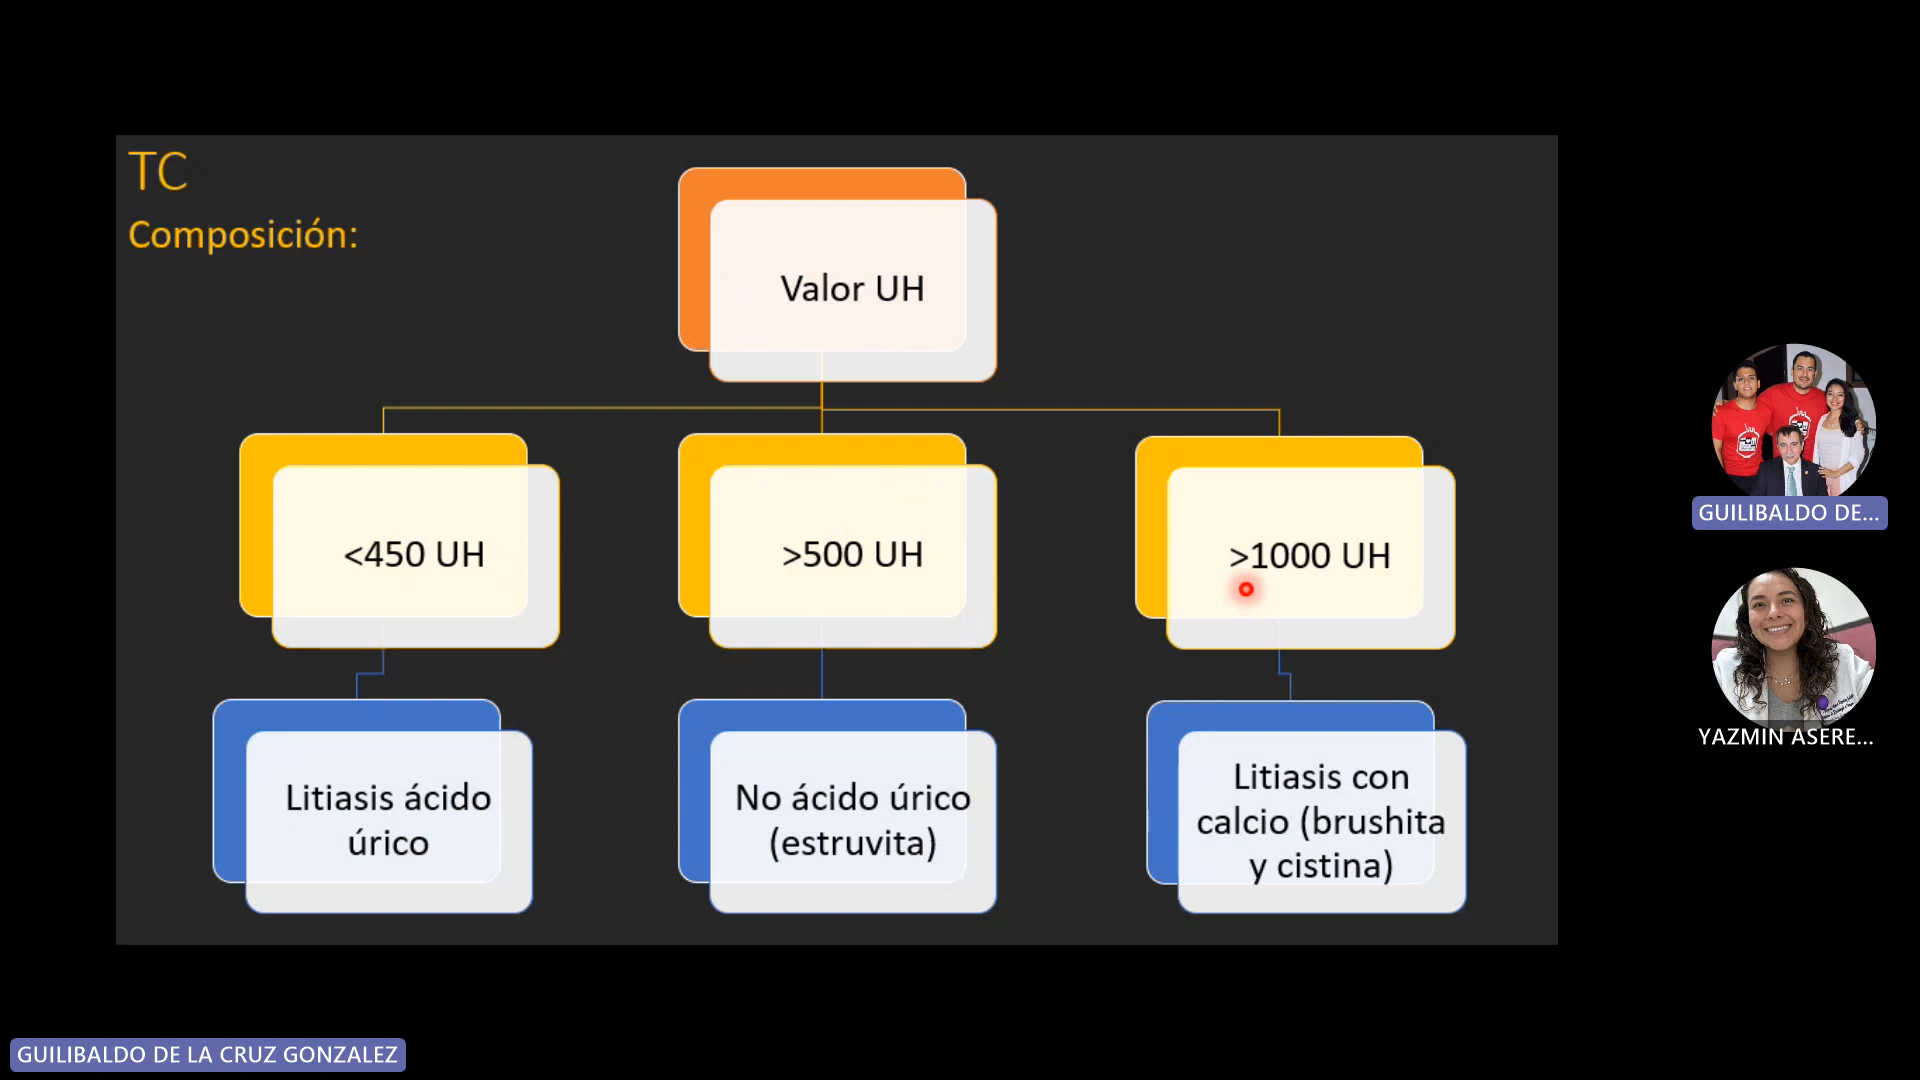 TC
Composición:
Valor UH
<450 UH
>500 UH
>1000 UH
Litiasis ácido
úrico
No ácido úrico
(estruvita)
Litiasis con
calcio (brushita
y cistina)
GUILIBALDO DE...
YAZMIN ASERE...
GUILIBALDO DE LA CRUZ GONZALEZ